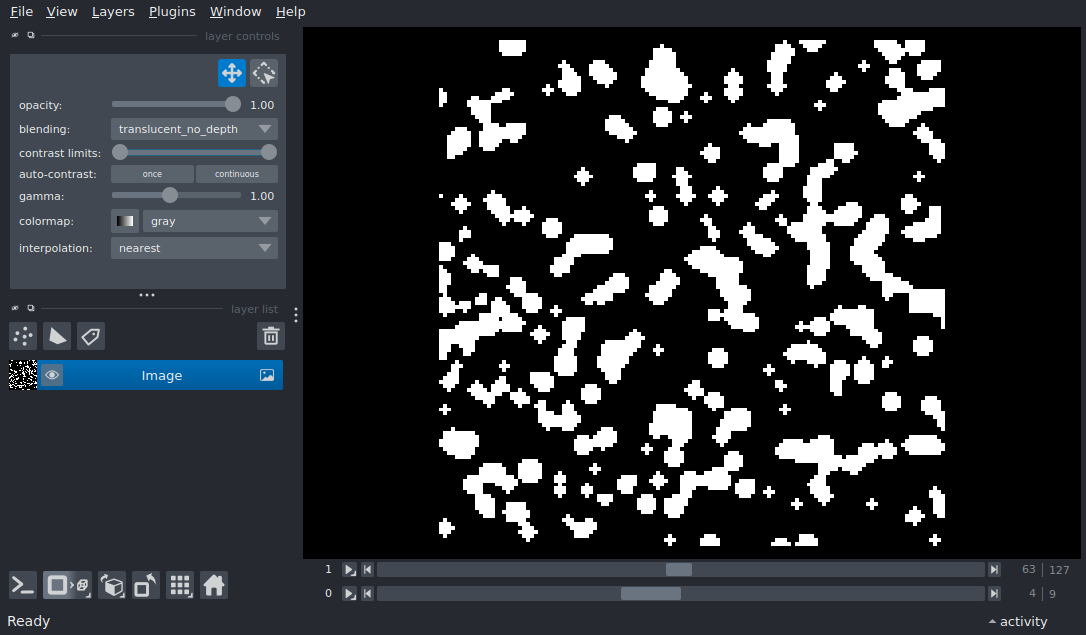 File View Layers Plugins Window Help
layer controls
opacity: 1.00
blending: translucent_no_depth
contrast limits:
auto-contrast: once continuous
gamma: 1.00
colormap: gray
interpolation: nearest
layer list
Image
1 63 127
0 4 9
Ready activity